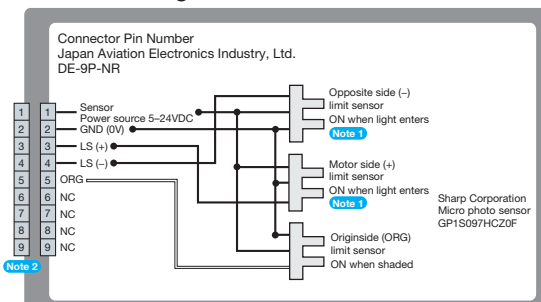 Connector Pin Number
Japan Aviation Electronics Industry, Ltd.
DE-9P-NR
1 1 Sensor
Power source 5–24VDC
2 2 GND (0V)
3 3 LS (+)
4 4 LS (–)
5 5 ORG
6 6 NC
7 7 NC
8 8 NC
9 9 NC
Note 2
Opposite side (–)
limit sensor
ON when light enters
Note 1
Motor side (+)
limit sensor
ON when light enters
Note 1
Originside (ORG)
limit sensor
ON when shaded
Sharp Corporation
Micro photo sensor
GP1S097HCZ0F